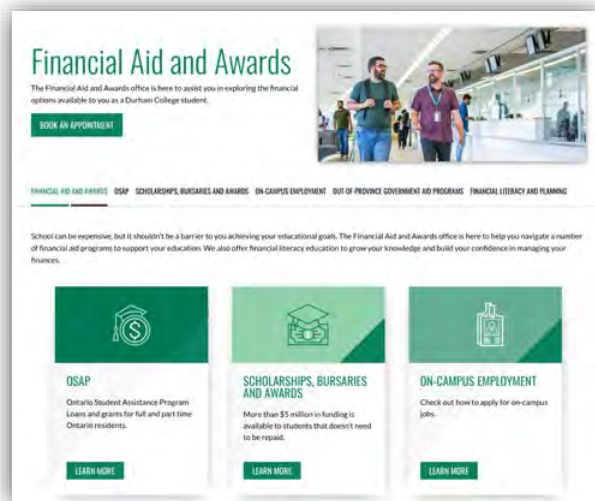 Financial Aid and Awards
The Financial Aid and Awards office is here to assist you in exploring the financial
options available to you as a Durham College student.
BOOK AN APPOINTMENT
FINANCIAL AID AND AWARDS OSAP SCHOLARSHIPS, BURSARIES AND AWARDS ON-CAMPUS EMPLOYMENT OUT-OF-PROVINCE GOVERNMENT AID PROGRAMS FINANCIAL LITERACY AND PLANNING
School can be expensive, but it shouldn't be a barrier to you achieving your educational goals. The Financial Aid and Awards office is here to help you navigate a number
of financial aid programs to support your education. We also offer financial literacy education to grow your knowledge and build your confidence in managing your
finances.
OSAP
Ontario Student Assistance Program
Loans and grants for full and part time
Ontario residents.
LEARN MORE
SCHOLARSHIPS, BURSARIES
AND AWARDS
More than $5 million in funding is
available to students that doesn't need
to be repaid.
LEARN MORE
ON-CAMPUS EMPLOYMENT
Check out how to apply for on-campus
jobs.
LEARN MORE